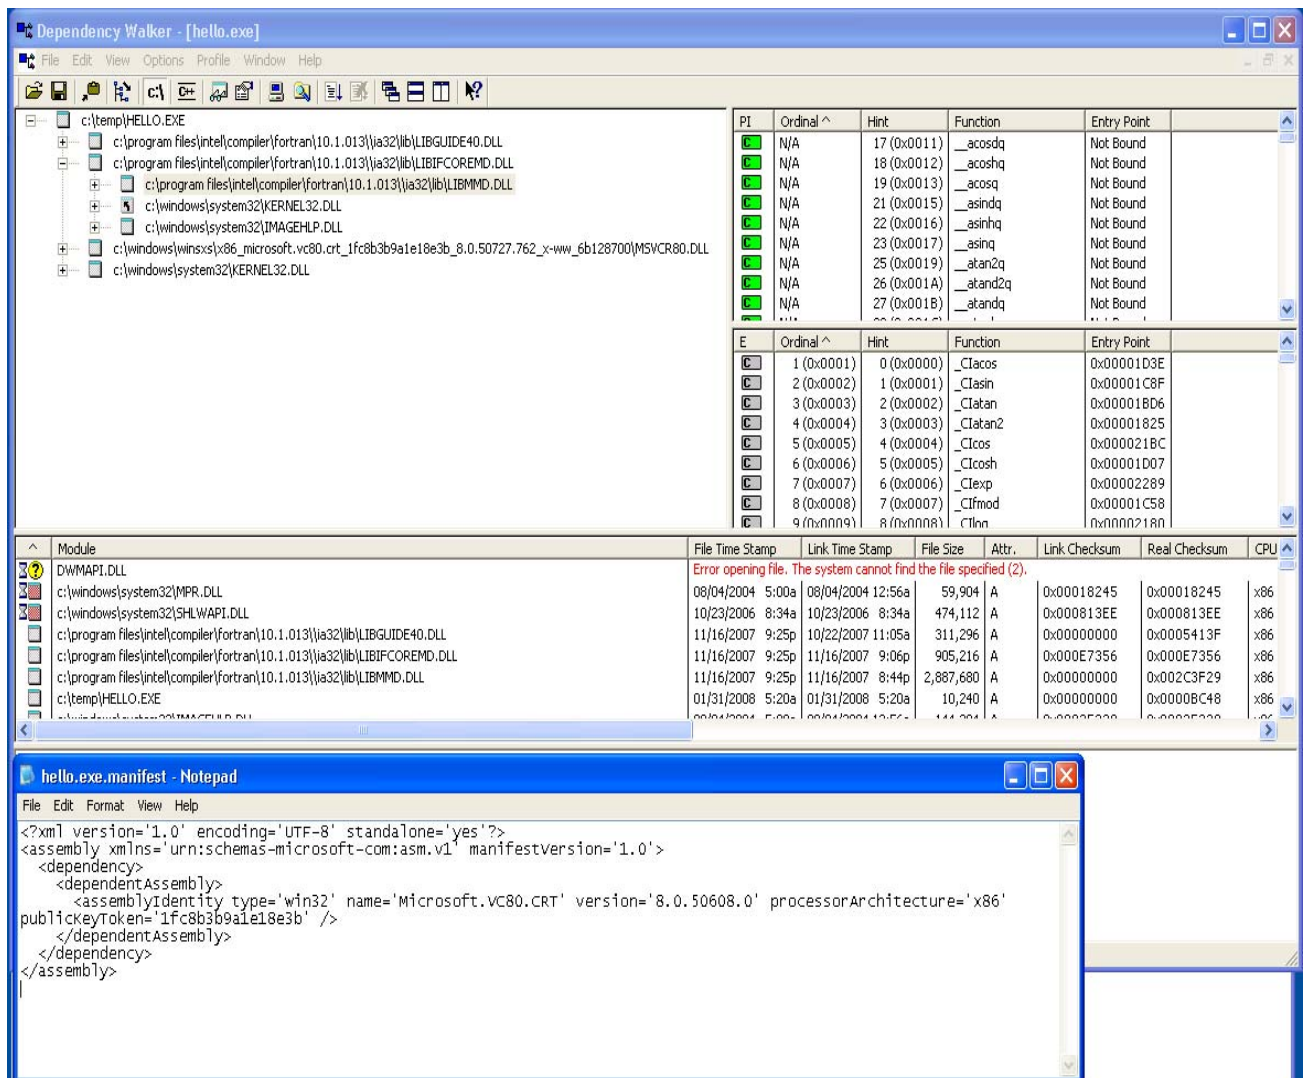 Dependency Walker - [hello.exe]
File Edit View Options Profile Window Help
c:\ C++
c:\temp\HELLO.EXE
c:\program files\intel\compiler\fortran\10.1.013\\ia32\lib\LIBGUIDE40.DLL
c:\program files\intel\compiler\fortran\10.1.013\\ia32\lib\LIBIFCOREMD.DLL
c:\program files\intel\compiler\fortran\10.1.013\\ia32\lib\LIBMMD.DLL
c:\windows\system32\KERNEL32.DLL
c:\windows\system32\IMAGEHLP.DLL
c:\windows\winsxs\x86_microsoft.vc80.crt_1fc8b3b9a1e18e3b_8.0.50727.762_x-ww_6b128700\MSVCR80.DLL
c:\windows\system32\KERNEL32.DLL
PI Ordinal ^ Hint Function Entry Point
C N/A 17 (0x0011) __acosdq Not Bound
C N/A 18 (0x0012) __acoshq Not Bound
C N/A 19 (0x0013) __acosq Not Bound
C N/A 21 (0x0015) __asindq Not Bound
C N/A 22 (0x0016) __asinhq Not Bound
C N/A 23 (0x0017) __asinq Not Bound
C N/A 25 (0x0019) __atan2q Not Bound
C N/A 26 (0x001A) __atand2q Not Bound
C N/A 27 (0x001B) __atandq Not Bound
E Ordinal ^ Hint Function Entry Point
C 1 (0x0001) 0 (0x0000) _CIacos 0x00001D3E
C 2 (0x0002) 1 (0x0001) _CIasin 0x00001C8F
C 3 (0x0003) 2 (0x0002) _CIatan 0x00001BD6
C 4 (0x0004) 3 (0x0003) _CIatan2 0x00001825
C 5 (0x0005) 4 (0x0004) _CIcos 0x000021BC
C 6 (0x0006) 5 (0x0005) _CIcosh 0x00001D07
C 7 (0x0007) 6 (0x0006) _CIexp 0x00002289
C 8 (0x0008) 7 (0x0007) _CIfmod 0x00001C58
C 9 (0x0009) 8 (0x0008) _CIlog 0x00002180
^ Module File Time Stamp Link Time Stamp File Size Attr. Link Checksum Real Checksum CPU
DWMAPI.DLL Error opening file. The system cannot find the file specified (2).
c:\windows\system32\MPR.DLL 08/04/2004 5:00a 08/04/2004 12:56a 59,904 A 0x00018245 0x00018245 x86
c:\windows\system32\SHLWAPI.DLL 10/23/2006 8:34a 10/23/2006 8:34a 474,112 A 0x000813EE 0x000813EE x86
c:\program files\intel\compiler\fortran\10.1.013\\ia32\lib\LIBGUIDE40.DLL 11/16/2007 9:25p 10/22/2007 11:05a 311,296 A 0x00000000 0x0005413F x86
c:\program files\intel\compiler\fortran\10.1.013\\ia32\lib\LIBIFCOREMD.DLL 11/16/2007 9:25p 11/16/2007 9:06p 905,216 A 0x000E7356 0x000E7356 x86
c:\program files\intel\compiler\fortran\10.1.013\\ia32\lib\LIBMMD.DLL 11/16/2007 9:25p 11/16/2007 8:44p 2,887,680 A 0x00000000 0x002C3F29 x86
c:\temp\HELLO.EXE 01/31/2008 5:20a 01/31/2008 5:20a 10,240 A 0x00000000 0x0000BC48 x86
hello.exe.manifest - Notepad
File Edit Format View Help
<?xml version='1.0' encoding='UTF-8' standalone='yes'?>
<assembly xmlns='urn:schemas-microsoft-com:asm.v1' manifestVersion='1.0'>
<dependency>
<dependentAssembly>
<assemblyIdentity type='win32' name='Microsoft.VC80.CRT' version='8.0.50608.0' processorArchitecture='x86'
publicKeyToken='1fc8b3b9a1e18e3b' />
</dependentAssembly>
</dependency>
</assembly>